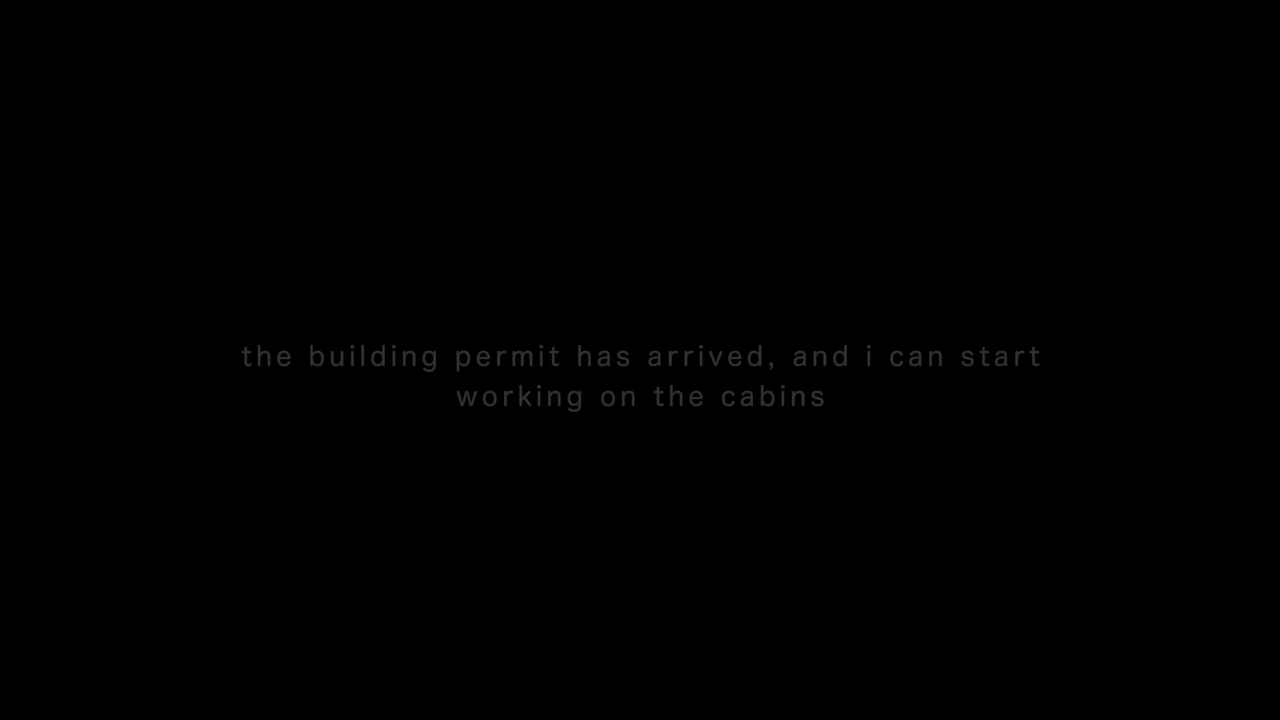 the building permit has arrived, and i can start
working on the cabins